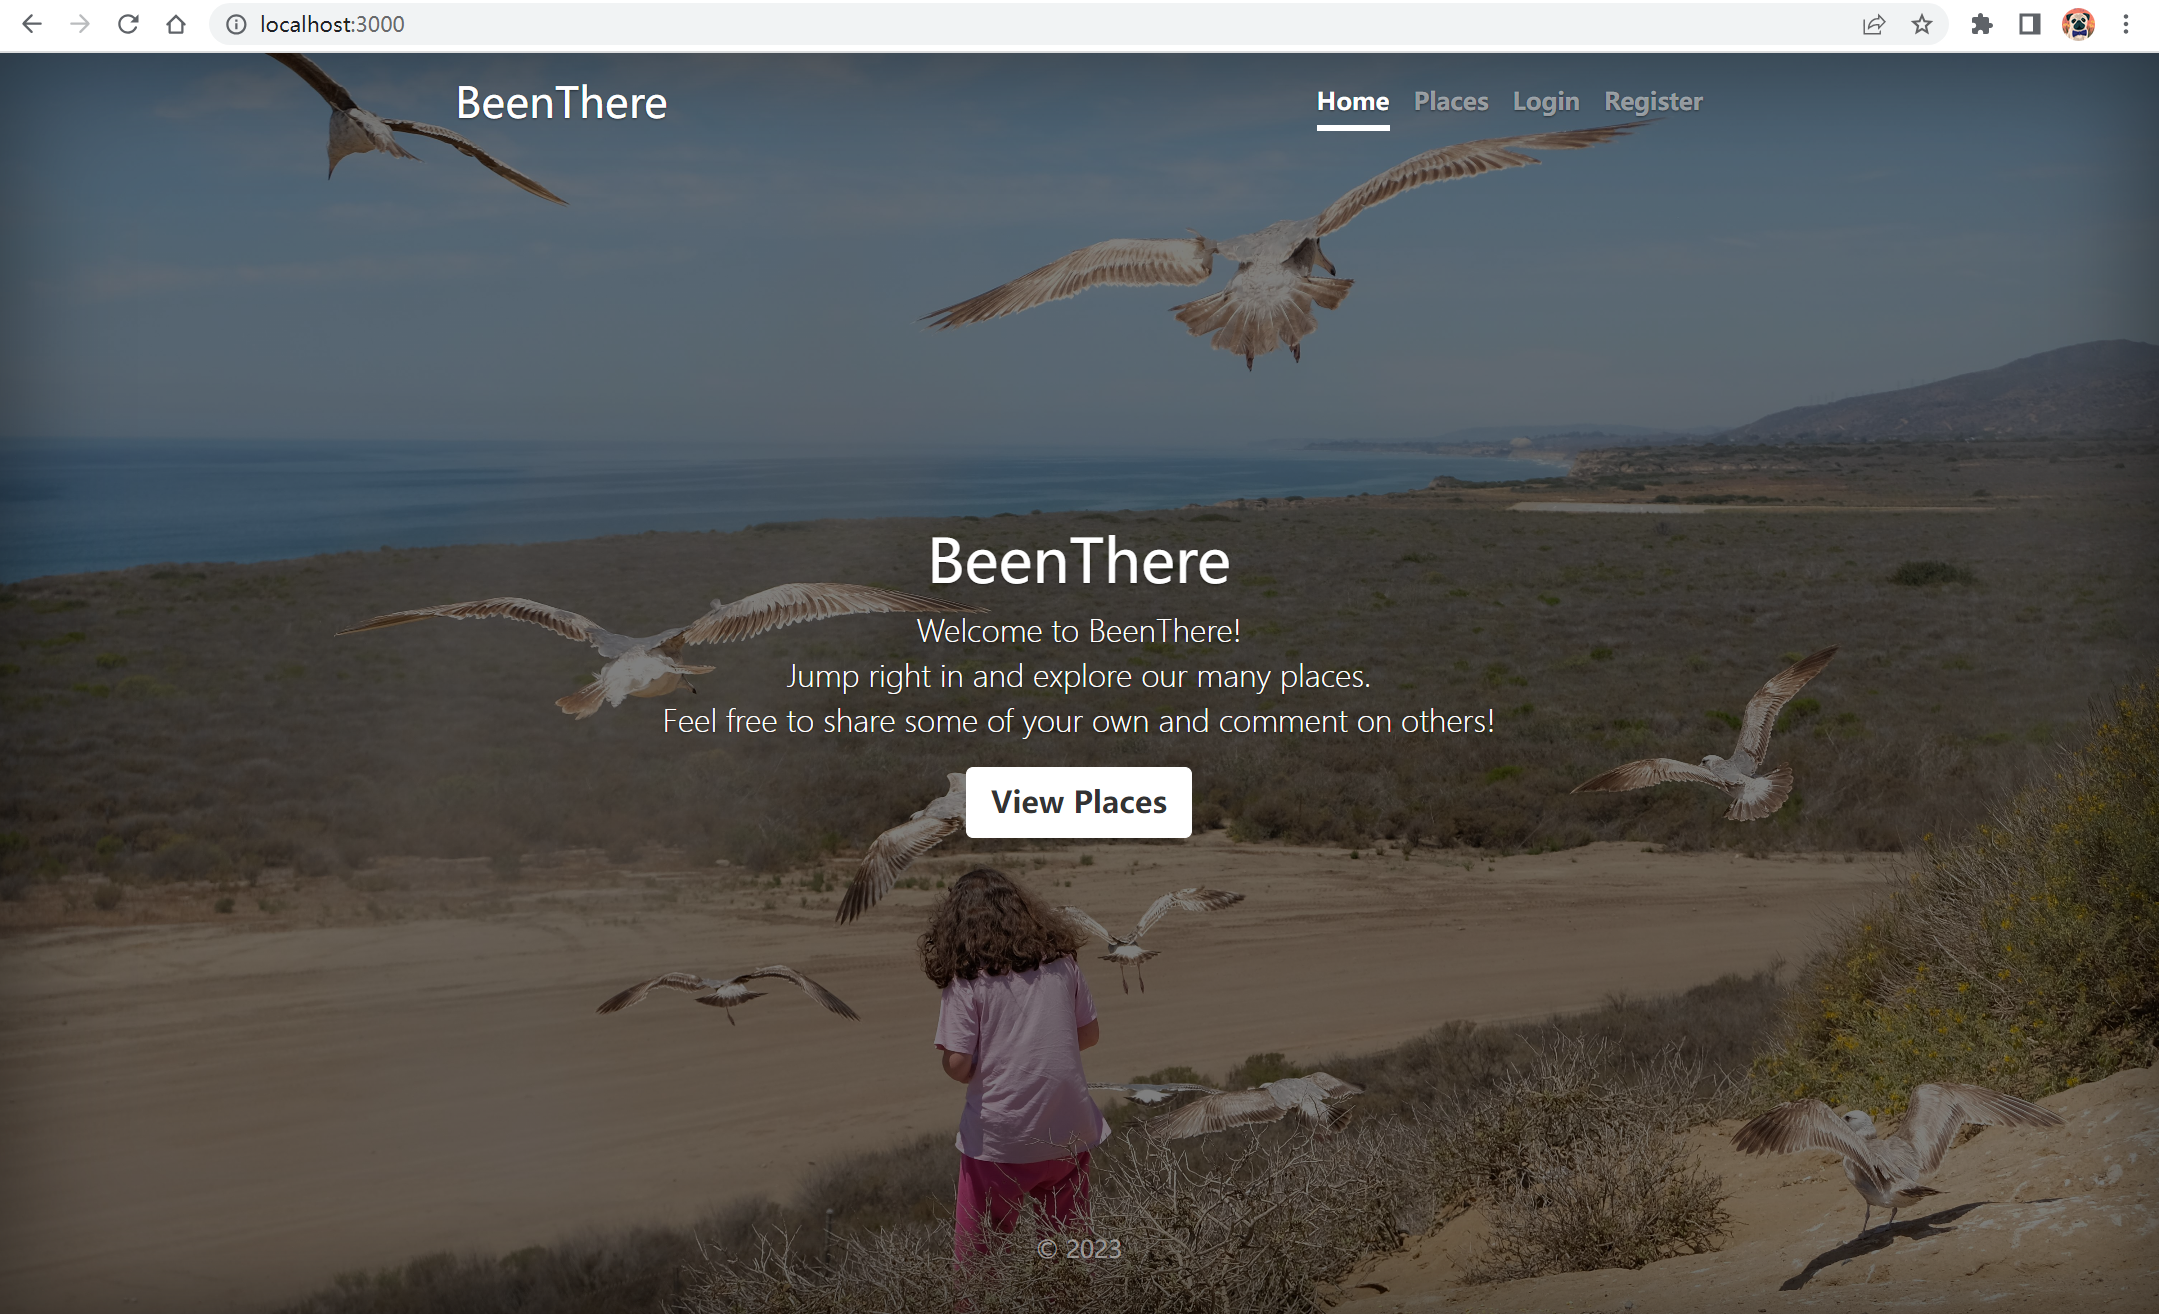 localhost:3000
BeenThere
Home Places Login Register
BeenThere
Welcome to BeenThere!
Jump right in and explore our many places.
Feel free to share some of your own and comment on others!
View Places
© 2023